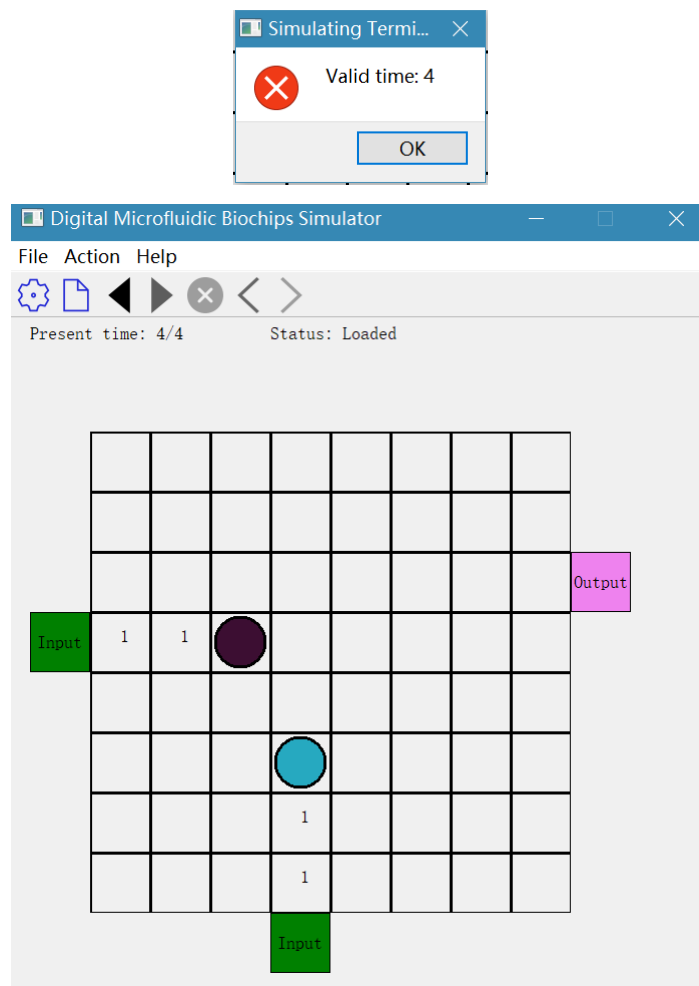 Simulating Termi...
Valid time: 4
OK
Digital Microfluidic Biochips Simulator
File Action Help
Present time: 4/4 Status: Loaded
Output
Input 1 1
1
1
Input